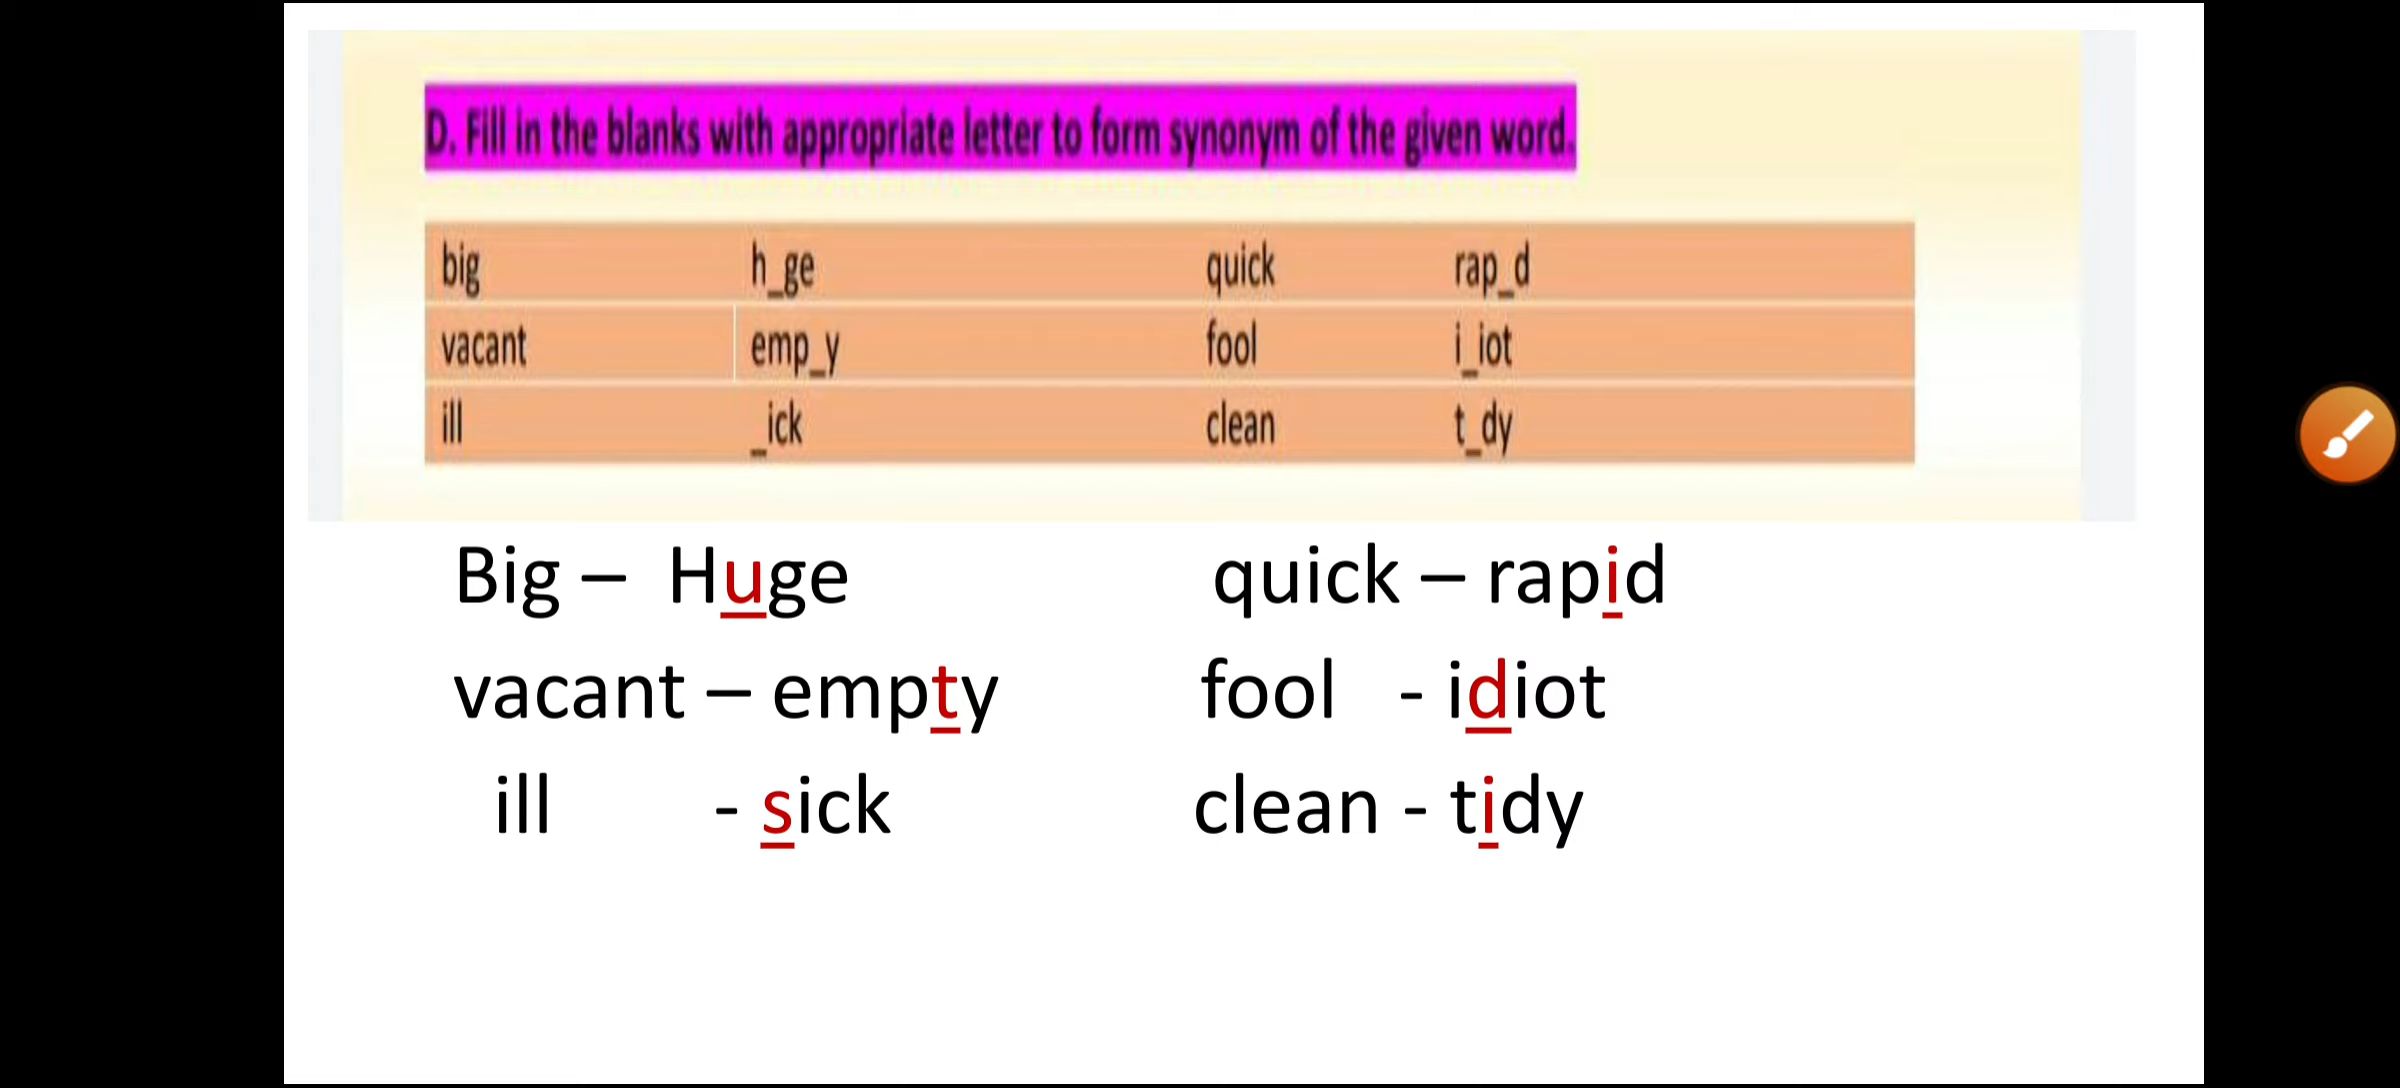 D. Fill in the blanks with appropriate letter to form synonym of the given word.
big h_ge quick rap_d
vacant emp_y fool i_iot
ill _ick clean t_dy
Big – Huge quick – rapid
vacant – empty fool - idiot
ill - sick clean - tidy